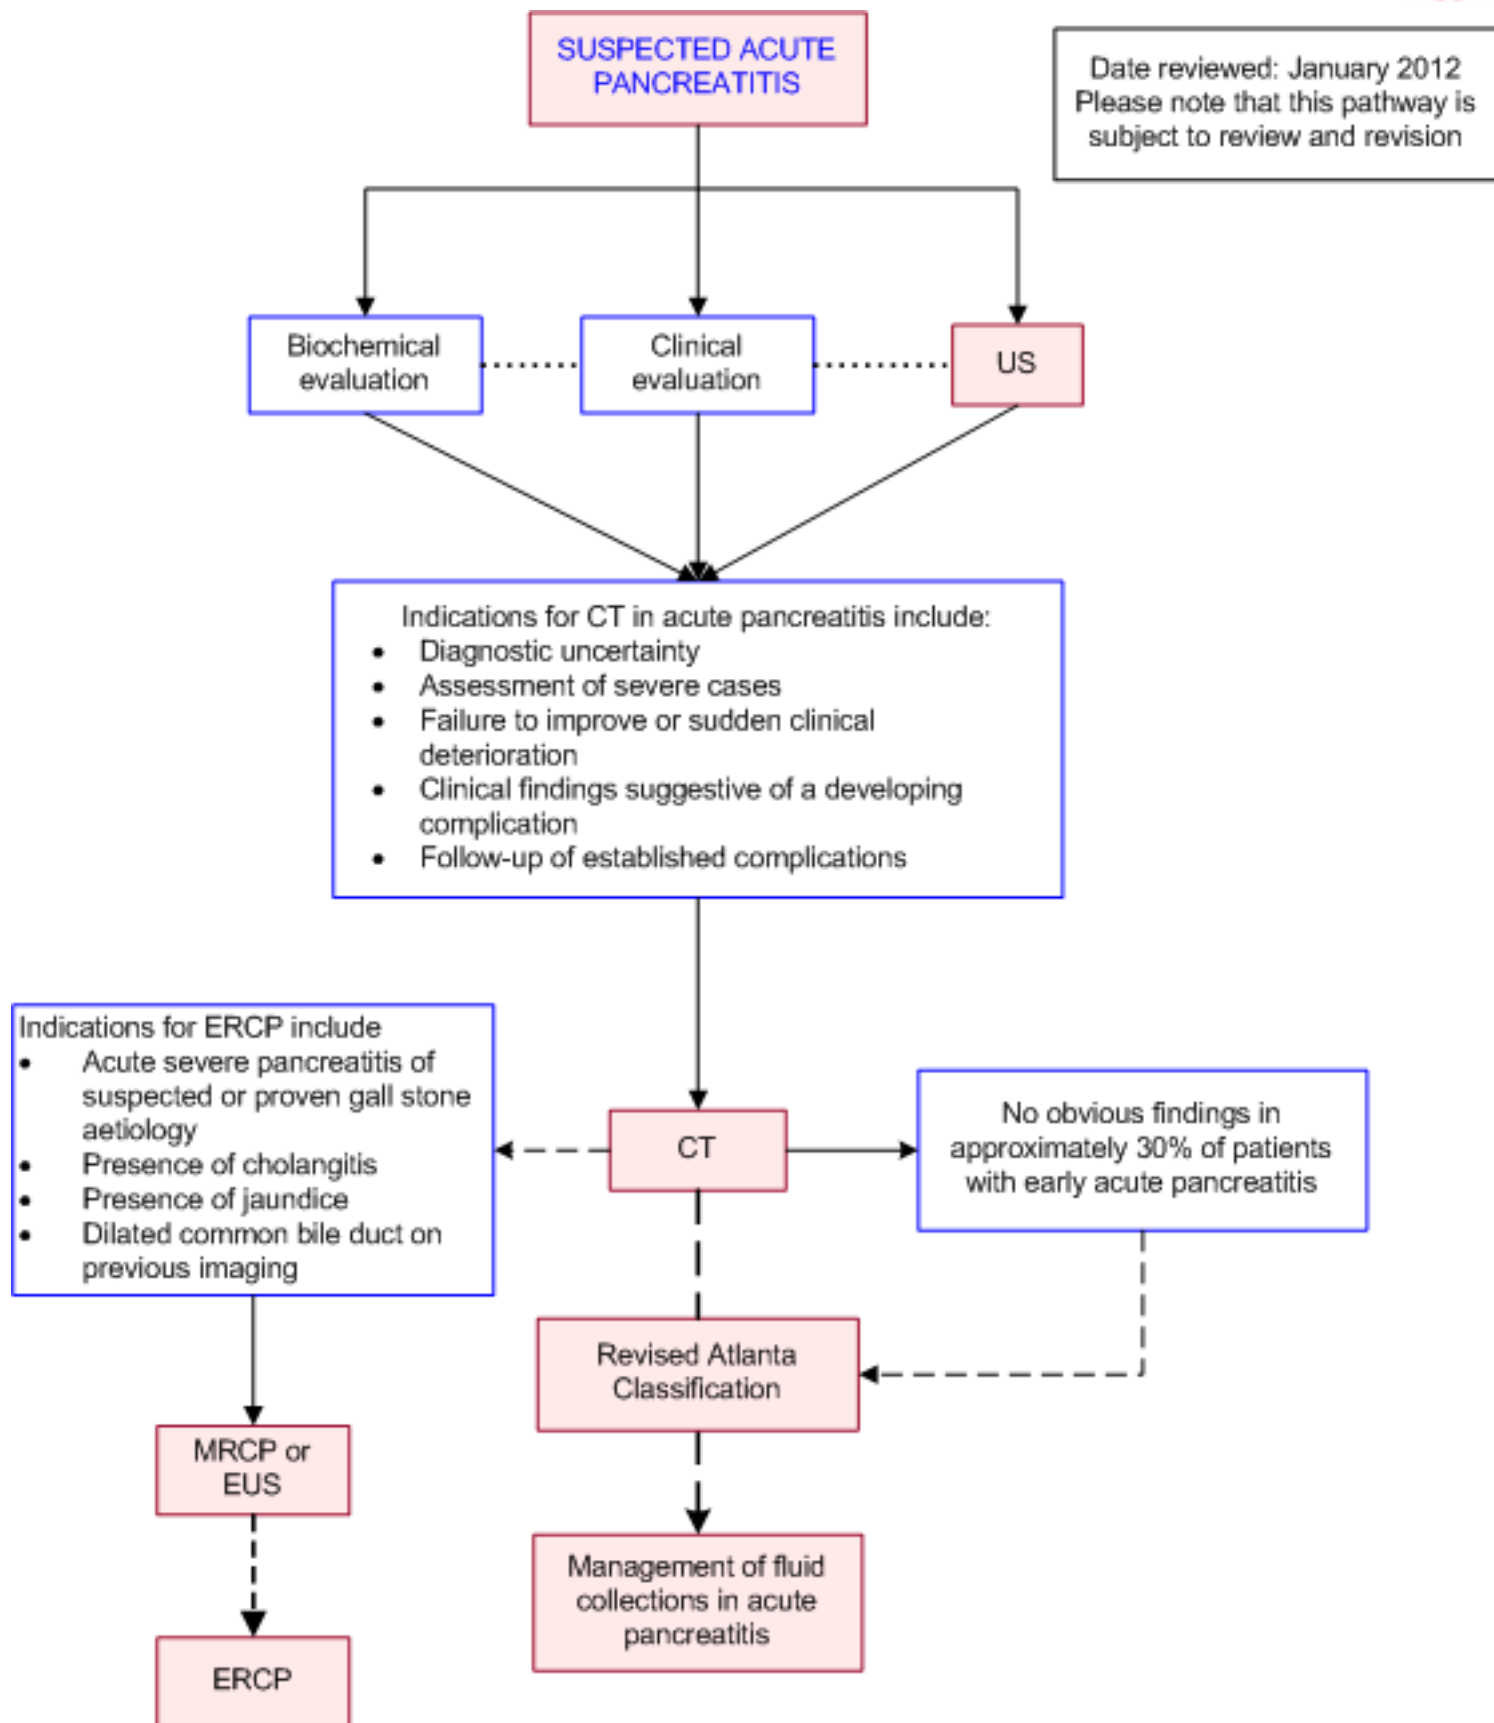 SUSPECTED ACUTE
PANCREATITIS
Date reviewed: January 2012
Please note that this pathway is
subject to review and revision
Biochemical
evaluation
Clinical
evaluation
US
Indications for CT in acute pancreatitis include:
• Diagnostic uncertainty
• Assessment of severe cases
• Failure to improve or sudden clinical
deterioration
• Clinical findings suggestive of a developing
complication
• Follow-up of established complications
Indications for ERCP include
• Acute severe pancreatitis of
suspected or proven gall stone
aetiology
• Presence of cholangitis
• Presence of jaundice
• Dilated common bile duct on
previous imaging
CT
No obvious findings in
approximately 30% of patients
with early acute pancreatitis
Revised Atlanta
Classification
MRCP or
EUS
Management of fluid
collections in acute
pancreatitis
ERCP